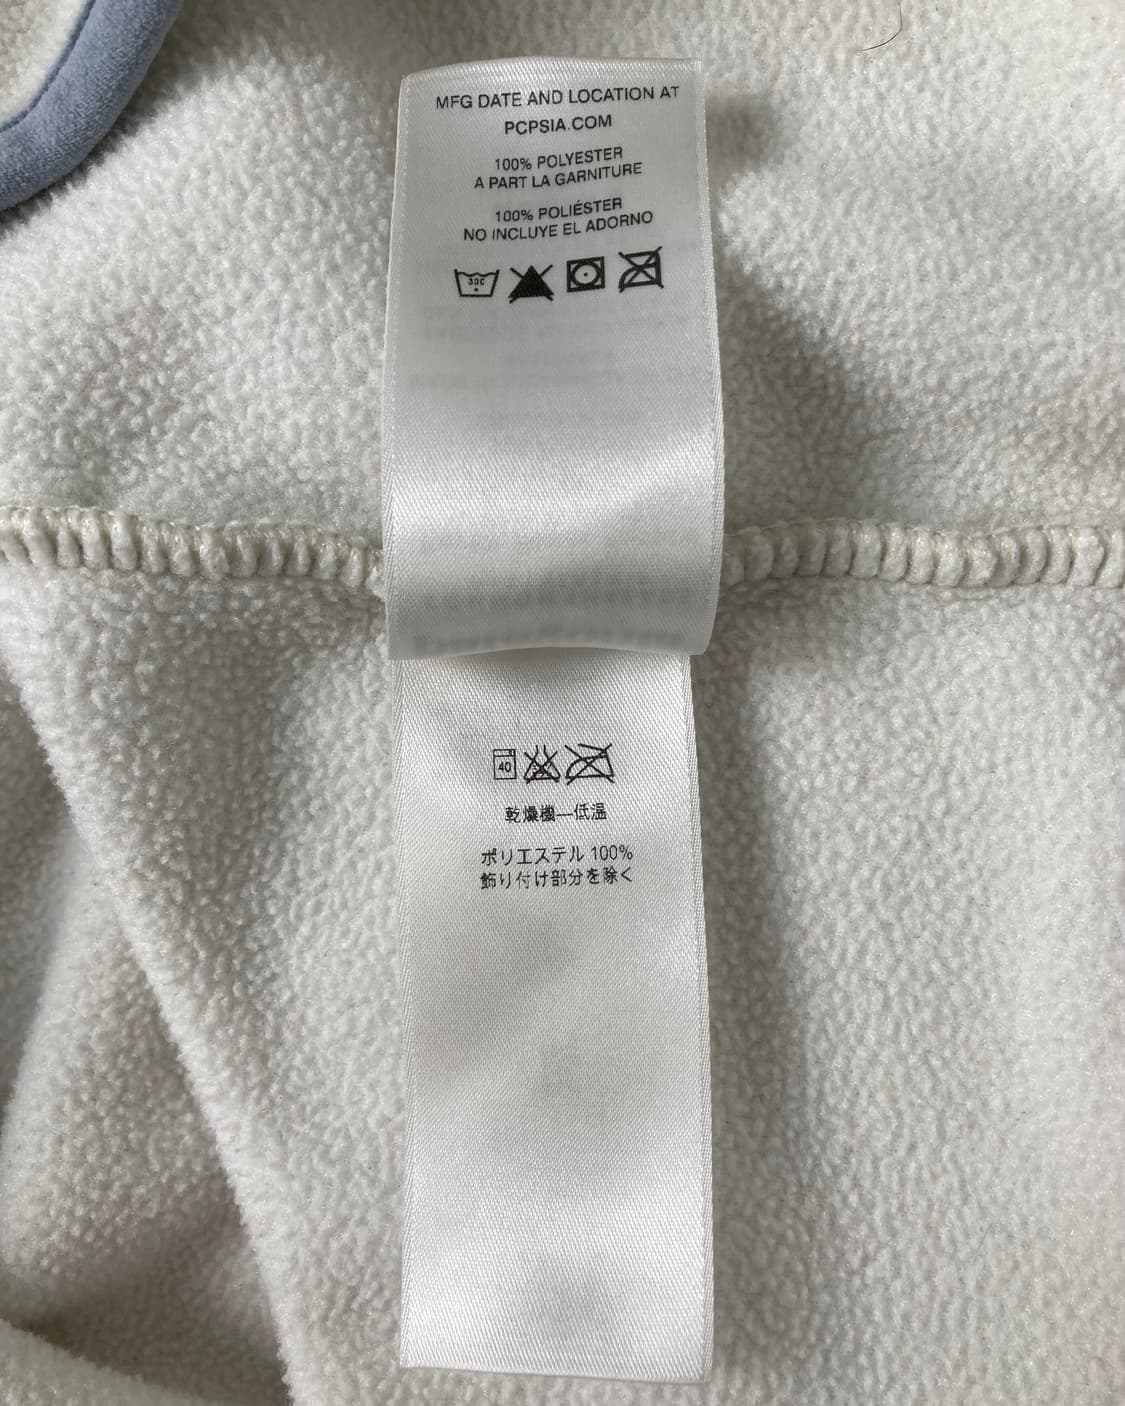 MFG DATE AND LOCATION AT
PCPSIA.COM
100% POLYESTER
A PART LA GARNITURE
100% POLIÉSTER
NO INCLUYE EL ADORNO
40
乾燥機—低温
ポリエステル 100%
飾り付け部分を除く